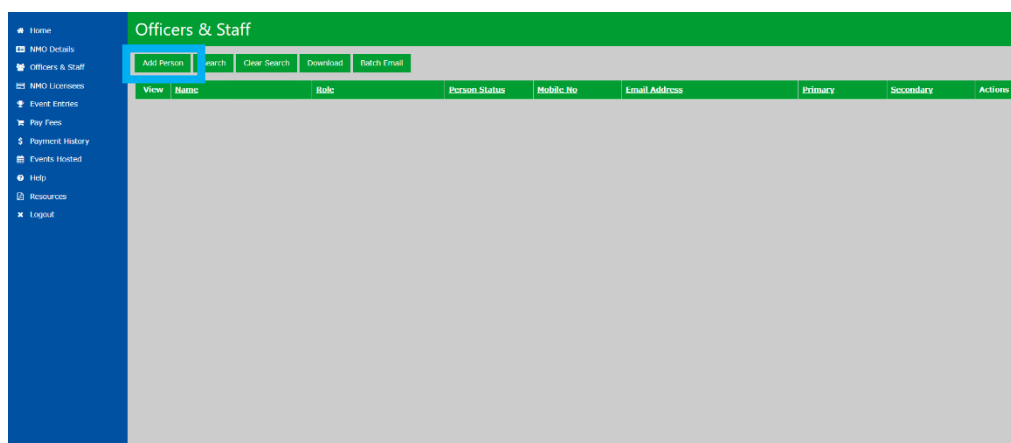 Home
NMO Details
Officers & Staff
NMO Licensees
Event Entries
Pay Fees
Payment History
Events Hosted
Help
Resources
Logout
Officers & Staff
Add Person Search Clear Search Download Batch Email
View Name Role Person Status Mobile No Email Address Primary Secondary Actions